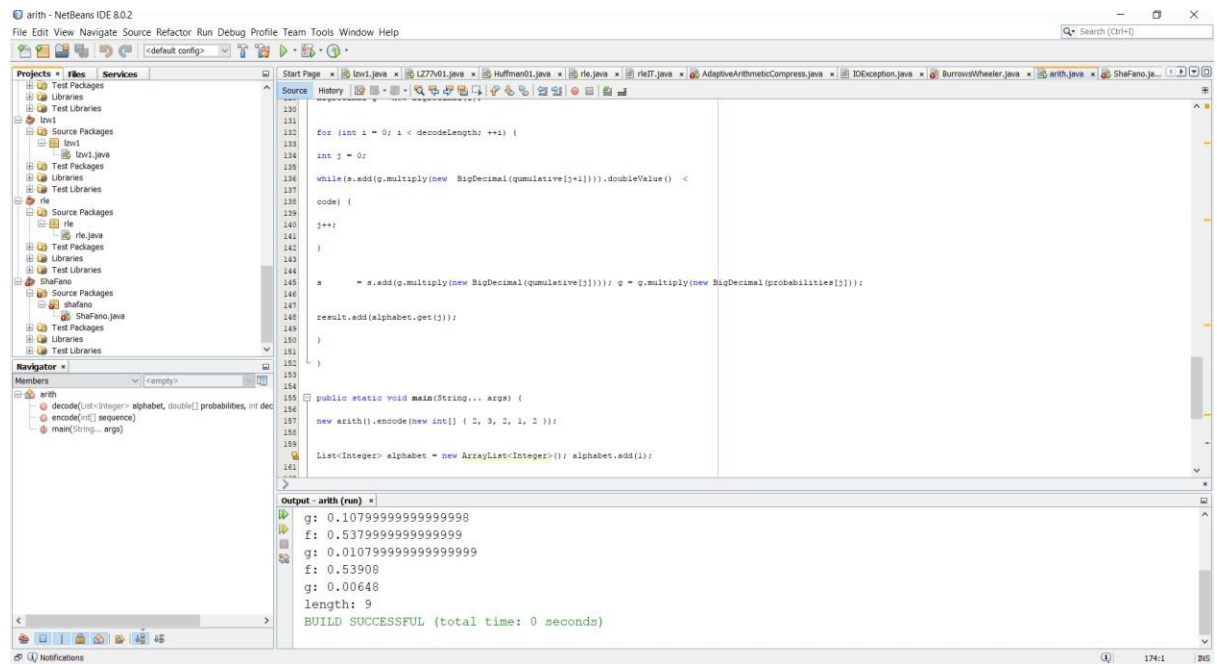 arith - NetBeans IDE 8.0.2
File Edit View Navigate Source Refactor Run Debug Profile Team Tools Window Help
Search (Ctrl+I)
<default config>
Projects Files Services
Test Packages
Libraries
Test Libraries
lzw1
Source Packages
lzw1
lzw1.java
Test Packages
Libraries
Test Libraries
rle
Source Packages
rle
rle.java
Test Packages
Libraries
Test Libraries
ShaFano
Source Packages
shafano
ShaFano.java
Test Packages
Libraries
Test Libraries
Navigator
Members <empty>
arith
decode(List<Integer> alphabet, double[] probabilities, int dec
encode(int[] sequence)
main(String... args)
Start Page lzw1.java LZ77v01.java Huffman01.java rle.java rleIT.java AdaptiveArithmeticCompress.java IOException.java BurrowsWheeler.java arith.java ShaFano.ja...
Source History
130
131
132 for (int i = 0; i < decodeLength; ++i) {
133
134 int j = 0;
135
136 while(s.add(g.multiply(new BigDecimal(qumulative[j+1]))).doubleValue() <
137
138 code) {
139
140 j++;
141
142 }
143
144
145 s = s.add(g.multiply(new BigDecimal(qumulative[j]))); g = g.multiply(new BigDecimal(probabilities[j]));
146
147
148 result.add(alphabet.get(j));
149
150 }
151
152 }
153
154
155 public static void main(String... args) {
156
157 new arith().encode(new int[] { 2, 3, 2, 1, 2 });
158
159
List<Integer> alphabet = new ArrayList<Integer>(); alphabet.add(1);
161
Output - arith (run)
g: 0.10799999999999998
f: 0.5379999999999999
g: 0.010799999999999999
f: 0.53908
g: 0.00648
length: 9
BUILD SUCCESSFUL (total time: 0 seconds)
Notifications
174:1 INS